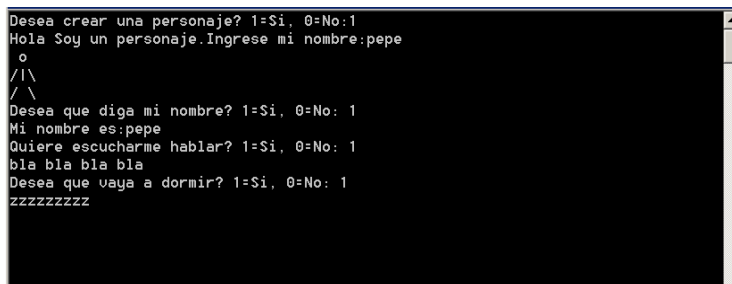 Desea crear una personaje? 1=Si, 0=No:1
Hola Soy un personaje.Ingrese mi nombre:pepe
 o
/|\
/ \
Desea que diga mi nombre? 1=Si, 0=No: 1
Mi nombre es:pepe
Quiere escucharme hablar? 1=Si, 0=No: 1
bla bla bla bla
Desea que vaya a dormir? 1=Si, 0=No: 1
zzzzzzzzz